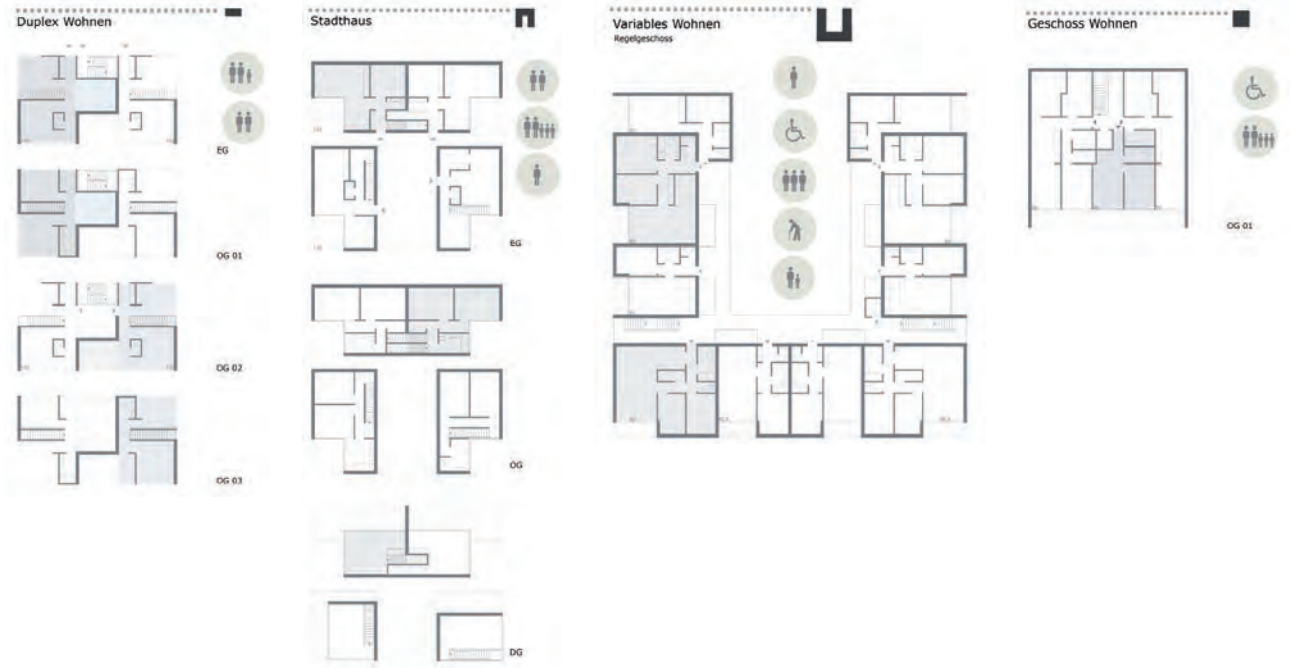 Duplex Wohnen
EG
OG 01
OG 02
OG 03
Stadthaus
EG
OG
DG
Variables Wohnen
Regelgeschoss
Geschoss Wohnen
OG 01